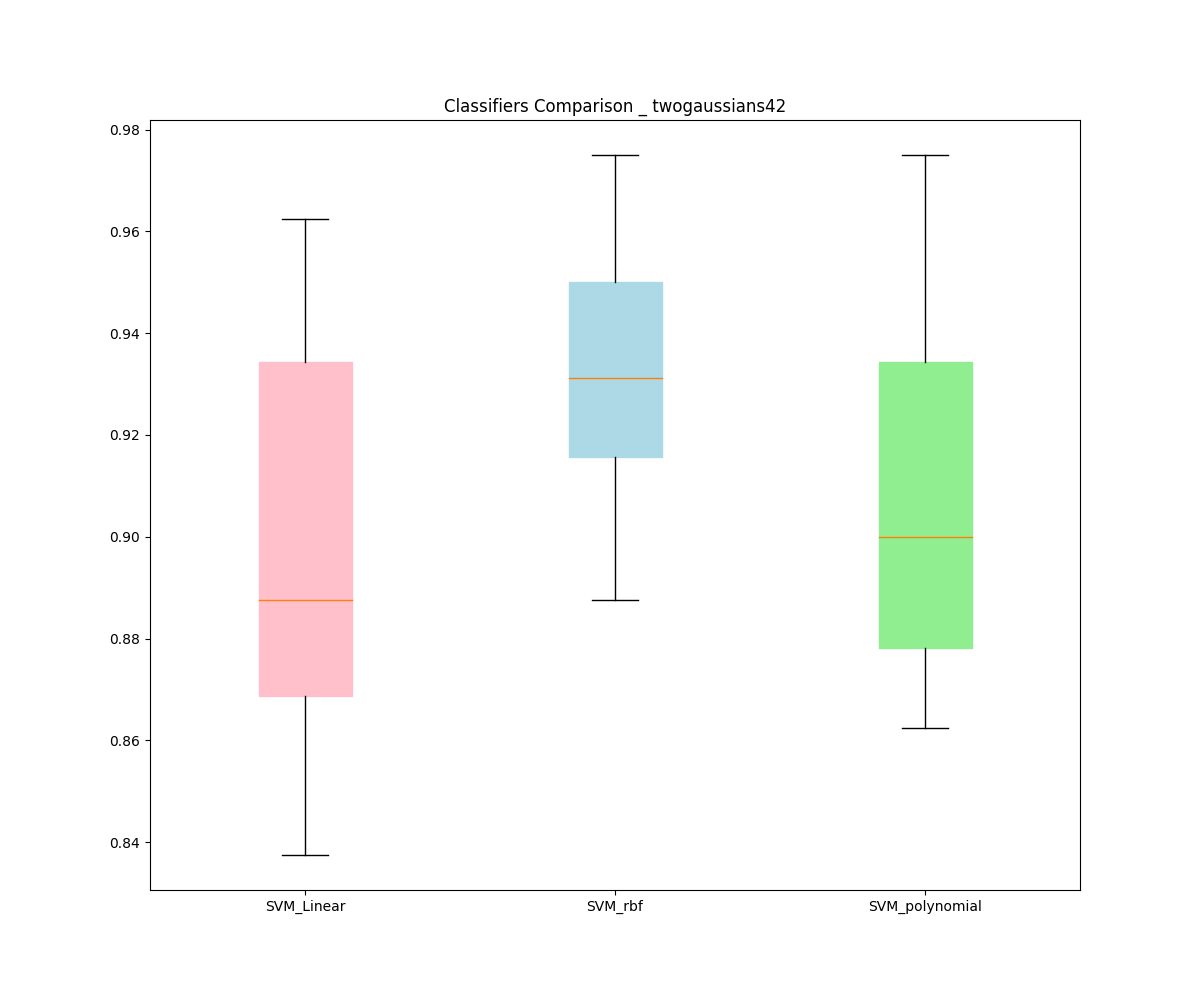 Classifiers Comparison _ twogaussians42
0.98
0.96
0.94
0.92
0.90
0.88
0.86
0.84
SVM_Linear
SVM_rbf
SVM_polynomial